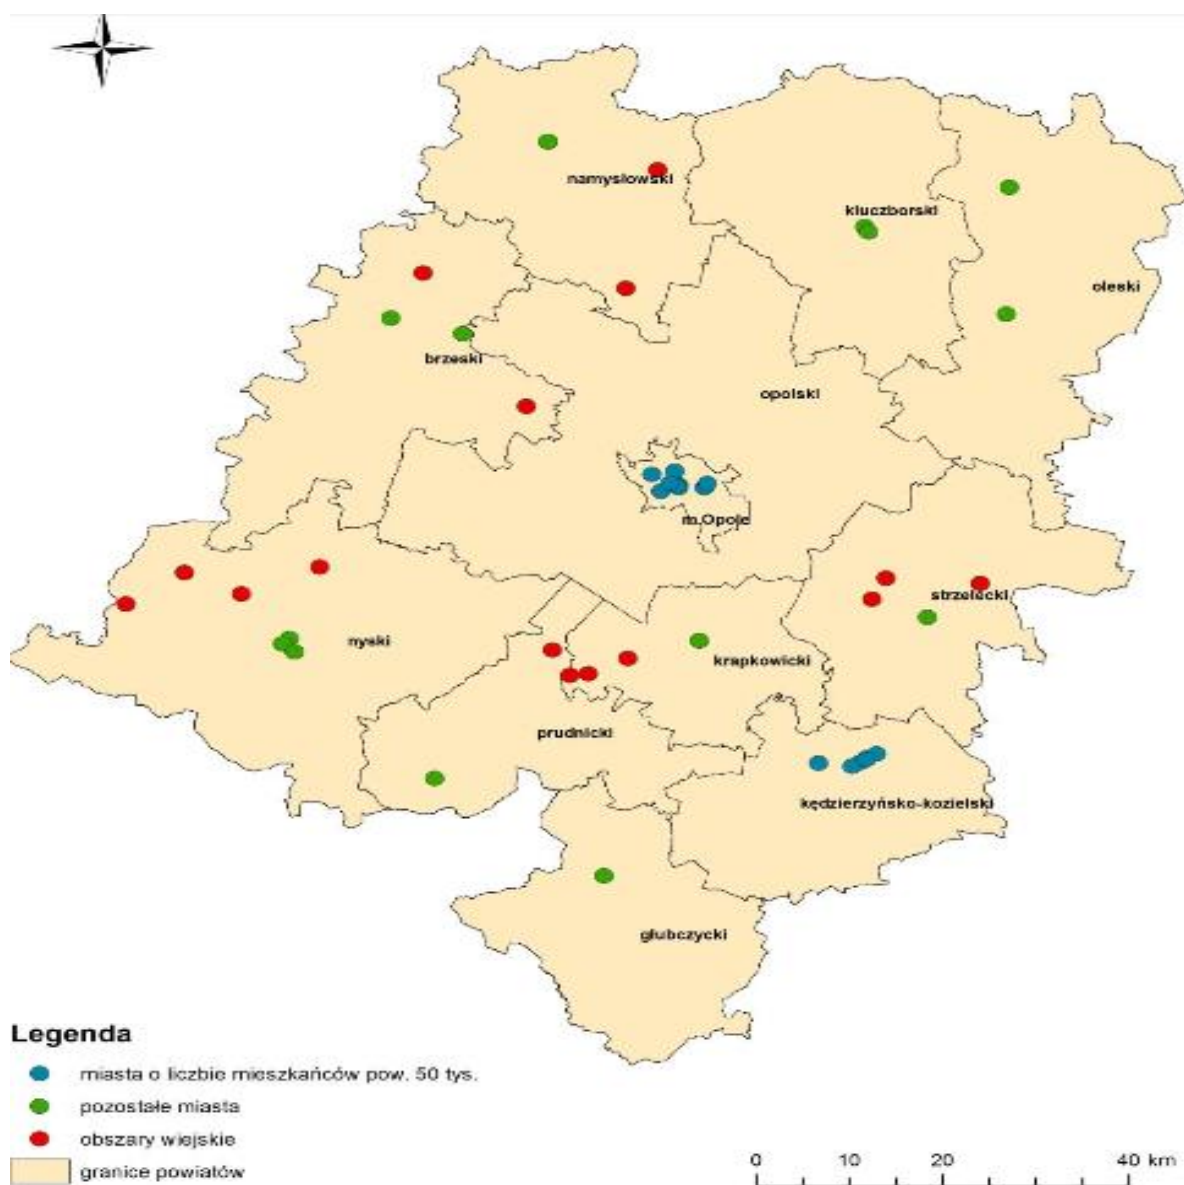 namysłowski
kluczborski
oleski
brzeski
opolski
m.Opole
strzelecki
nyski
krapkowicki
prudnicki
kędzierzyńsko-kozielski
głubczycki
Legenda
miasta o liczbie mieszkańców pow. 50 tys.
pozostałe miasta
obszary wiejskie
granice powiatów
0 10 20 40 km